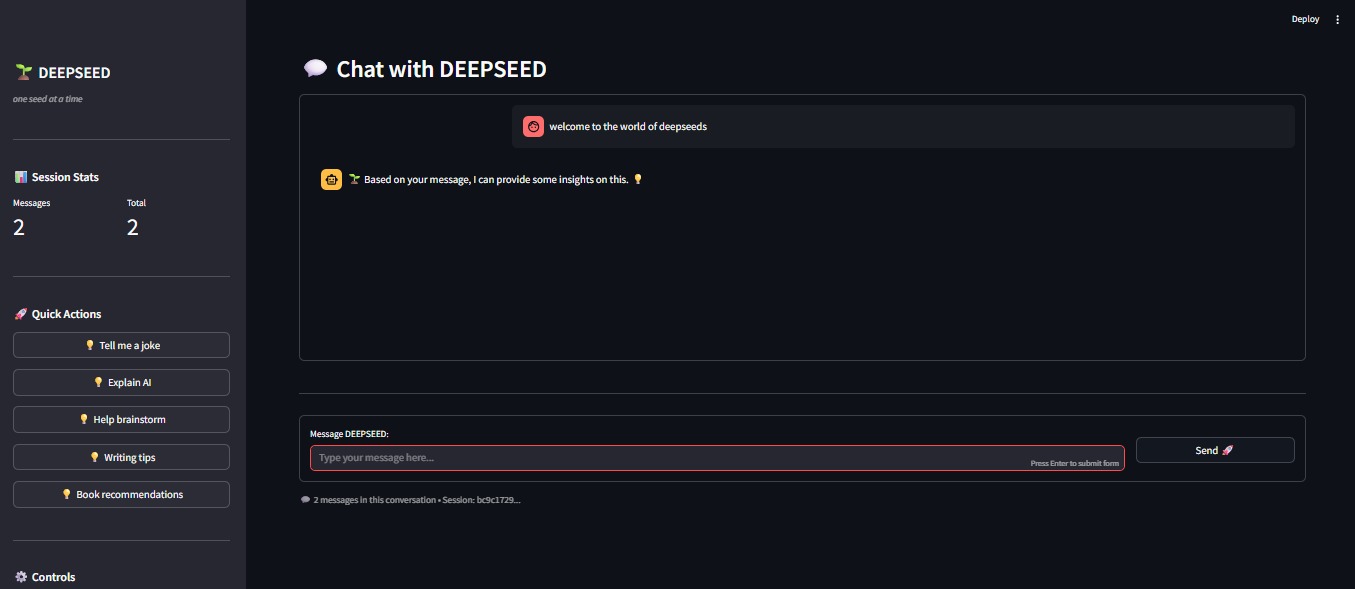 DEEPSEED
one seed at a time
Session Stats
Messages
Total
2
2
Quick Actions
Tell me a joke
Explain AI
Help brainstorm
Writing tips
Book recommendations
Controls
Deploy
Chat with DEEPSEED
welcome to the world of deepseeds
Based on your message, I can provide some insights on this.
Message DEEPSEED:
Type your message here...
Press Enter to submit form
Send
2 messages in this conversation • Session: bc9c1729...